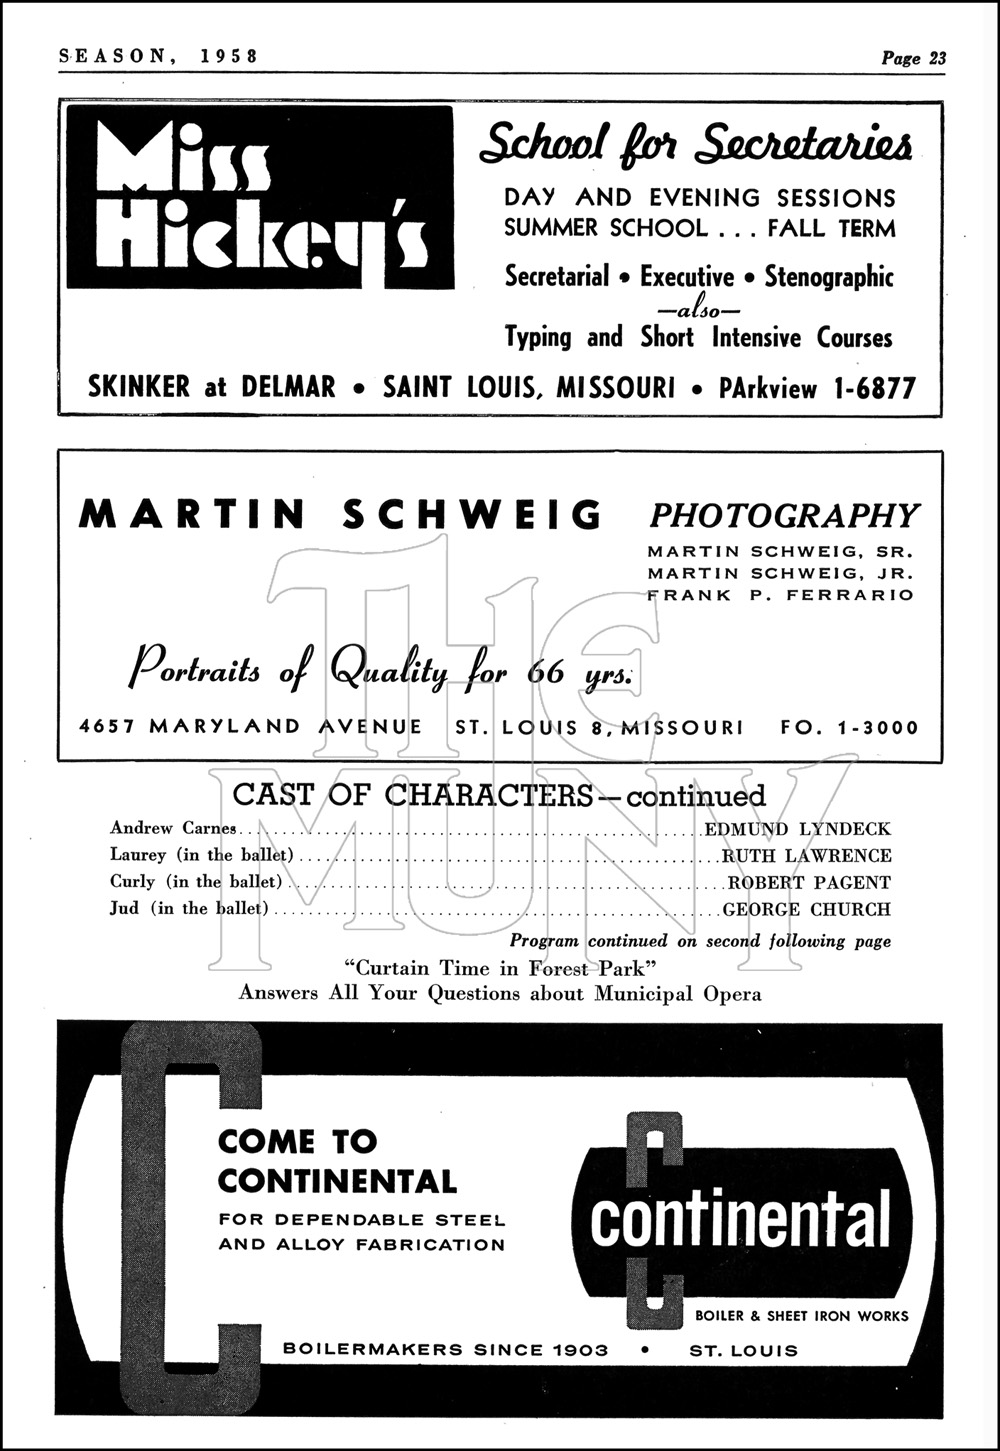 SEASON, 1958
Page 23
Miss
Hickey's
School for Secretaries
DAY AND EVENING SESSIONS
SUMMER SCHOOL . . . FALL TERM
Secretarial • Executive • Stenographic
—also—
Typing and Short Intensive Courses
SKINKER at DELMAR • SAINT LOUIS, MISSOURI • PArkview 1-6877
MARTIN SCHWEIG
PHOTOGRAPHY
MARTIN SCHWEIG, SR.
MARTIN SCHWEIG, JR.
FRANK P. FERRARIO
Portraits of Quality for 66 yrs.
4657 MARYLAND AVENUE ST. LOUIS 8, MISSOURI FO. 1-3000
THE
MUNY
CAST OF CHARACTERS—continued
Andrew Carnes. . . . . . . . . . EDMUND LYNDECK
Laurey (in the ballet) . . . . . . . . . . RUTH LAWRENCE
Curly (in the ballet) . . . . . . . . . . ROBERT PAGENT
Jud (in the ballet) . . . . . . . . . . GEORGE CHURCH
Program continued on second following page
“Curtain Time in Forest Park”
Answers All Your Questions about Municipal Opera
COME TO
CONTINENTAL
FOR DEPENDABLE STEEL
AND ALLOY FABRICATION
C
continental
BOILER & SHEET IRON WORKS
BOILERMAKERS SINCE 1903 • ST. LOUIS